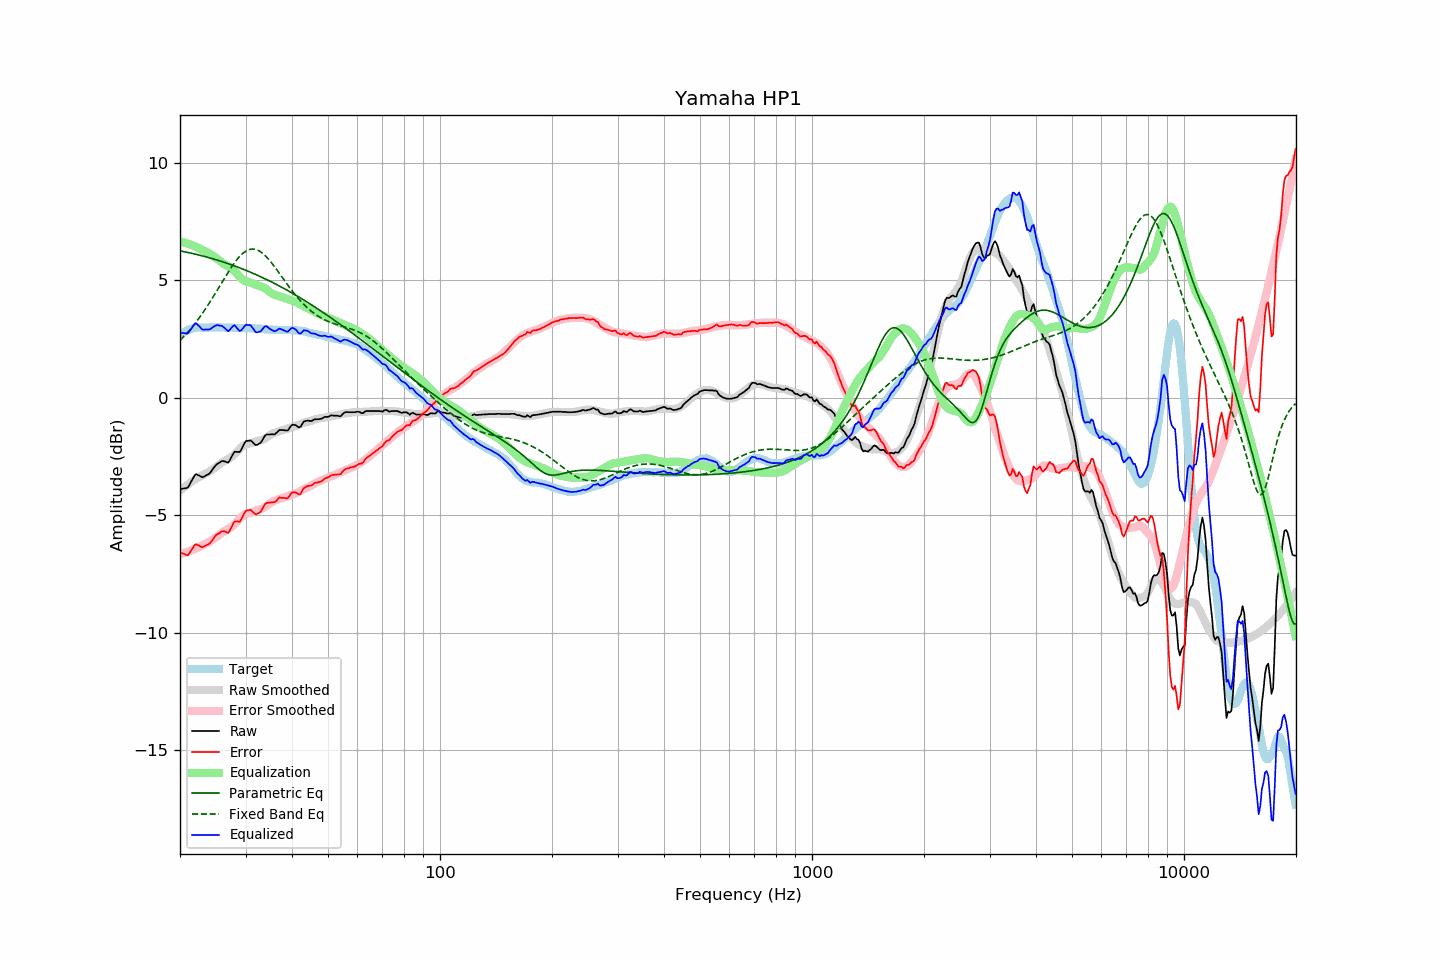 Yamaha HP1
Amplitude (dBr)
10
5
0
−5
−10
−15
Target
Raw Smoothed
Error Smoothed
Raw
Error
Equalization
Parametric Eq
Fixed Band Eq
Equalized
100
1000
10000
Frequency (Hz)